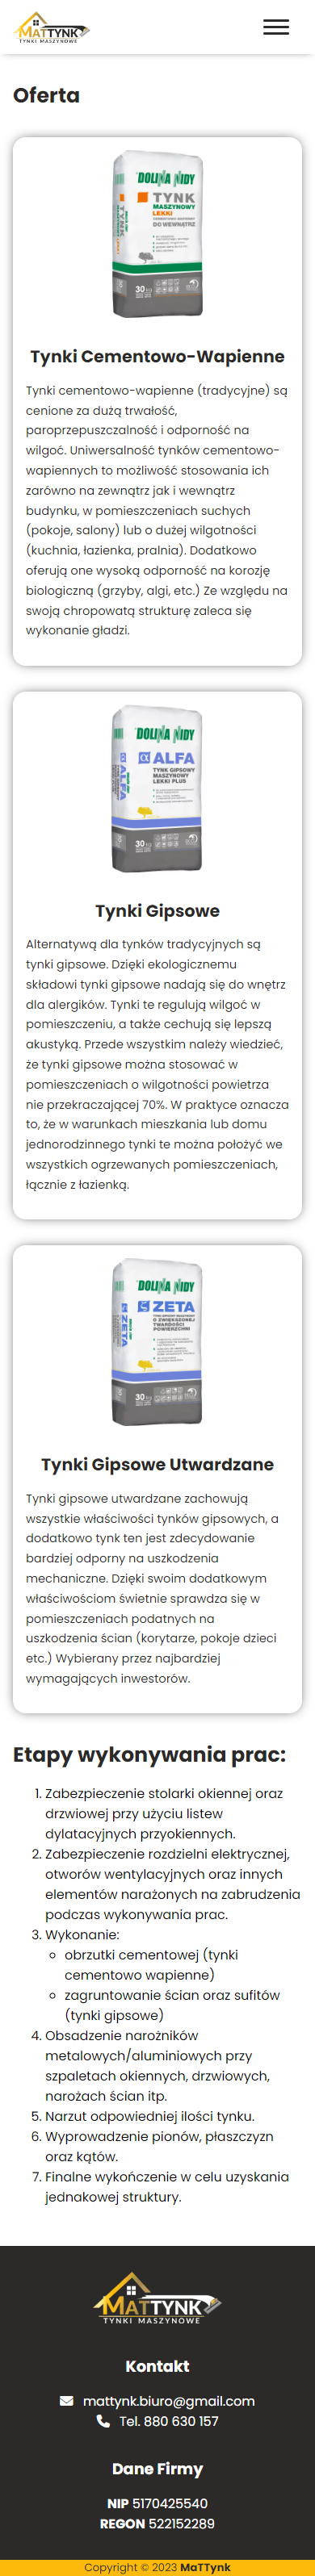 MATTYNK
TYNKI MASZYNOWE
Oferta
DOLINA NIDY
TYNK
MASZYNOWY
LEKKI
DO WEWNĄTRZ
30 kg
Tynki Cementowo-Wapienne
Tynki cementowo-wapienne (tradycyjne) są
cenione za dużą trwałość,
paroprzepuszczalność i odporność na
wilgoć. Uniwersalność tynków cementowo-
wapiennych to możliwość stosowania ich
zarówno na zewnątrz jak i wewnątrz
budynku, w pomieszczeniach suchych
(pokoje, salony) lub o dużej wilgotności
(kuchnia, łazienka, pralnia). Dodatkowo
oferują one wysoką odporność na korozję
biologiczną (grzyby, algi, etc.) Ze względu na
swoją chropowatą strukturę zaleca się
wykonanie gładzi.
DOLINA NIDY
ALFA
TYNK GIPSOWY
MASZYNOWY
LEKKI PLUS
30 kg
Tynki Gipsowe
Alternatywą dla tynków tradycyjnych są
tynki gipsowe. Dzięki ekologicznemu
składowi tynki gipsowe nadają się do wnętrz
dla alergików. Tynki te regulują wilgoć w
pomieszczeniu, a także cechują się lepszą
akustyką. Przede wszystkim należy wiedzieć,
że tynki gipsowe można stosować w
pomieszczeniach o wilgotności powietrza
nie przekraczającej 70%. W praktyce oznacza
to, że w warunkach mieszkania lub domu
jednorodzinnego tynki te można położyć we
wszystkich ogrzewanych pomieszczeniach,
łącznie z łazienką.
DOLINA NIDY
ZETA
TYNK GIPSOWY MASZYNOWY
O ZWIĘKSZONEJ
TWARDOŚCI
POWIERZCHNI
30 kg
Tynki Gipsowe Utwardzane
Tynki gipsowe utwardzane zachowują
wszystkie właściwości tynków gipsowych, a
dodatkowo tynk ten jest zdecydowanie
bardziej odporny na uszkodzenia
mechaniczne. Dzięki swoim dodatkowym
właściwościom świetnie sprawdza się w
pomieszczeniach podatnych na
uszkodzenia ścian (korytarze, pokoje dzieci
etc.) Wybierany przez najbardziej
wymagających inwestorów.
Etapy wykonywania prac:
1. Zabezpieczenie stolarki okiennej oraz
drzwiowej przy użyciu listew
dylatacyjnych przyokiennych.
2. Zabezpieczenie rozdzielni elektrycznej,
otworów wentylacyjnych oraz innych
elementów narażonych na zabrudzenia
podczas wykonywania prac.
3. Wykonanie:
obrzutki cementowej (tynki
cementowo wapienne)
zagruntowanie ścian oraz sufitów
(tynki gipsowe)
4. Obsadzenie narożników
metalowych/aluminiowych przy
szpaletach okiennych, drzwiowych,
narożach ścian itp.
5. Narzut odpowiedniej ilości tynku.
6. Wyprowadzenie pionów, płaszczyzn
oraz kątów.
7. Finalne wykończenie w celu uzyskania
jednakowej struktury.
MATTYNK
TYNKI MASZYNOWE
Kontakt
mattynk.biuro@gmail.com
Tel. 880 630 157
Dane Firmy
NIP 5170425540
REGON 522152289
Copyright © 2023 MaTTynk